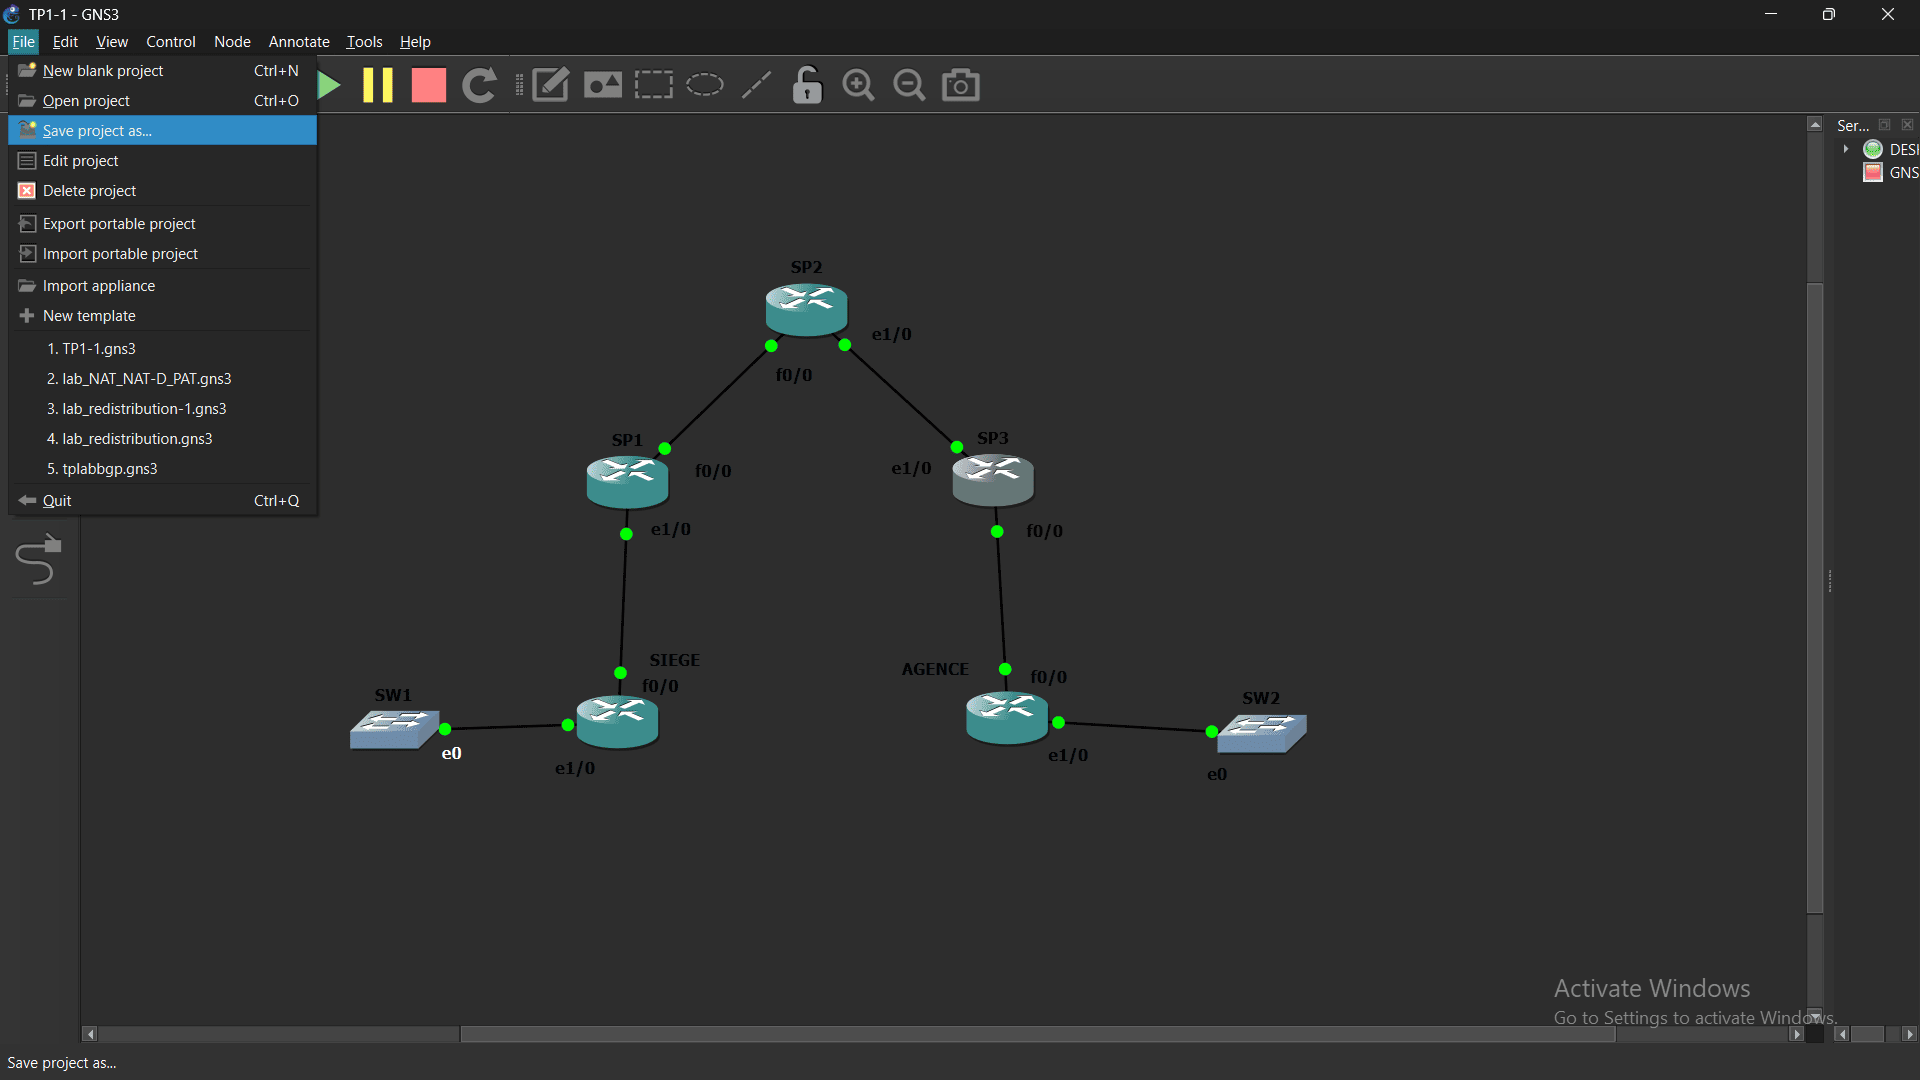 TP1-1 - GNS3
File Edit View Control Node Annotate Tools Help
New blank project Ctrl+N
Open project Ctrl+O
Save project as...
Edit project
Delete project
Export portable project
Import portable project
Import appliance
New template
1. TP1-1.gns3
2. lab_NAT_NAT-D_PAT.gns3
3. lab_redistribution-1.gns3
4. lab_redistribution.gns3
5. tplabbgp.gns3
Quit Ctrl+Q
Ser...
DESI
GNS
SP2
e1/0
f0/0
SP1
f0/0
e1/0
SP3
e1/0
f0/0
SIEGE
f0/0
SW1
e0
e1/0
AGENCE
f0/0
e1/0
SW2
e0
Activate Windows
Go to Settings to activate Windows.
Save project as...